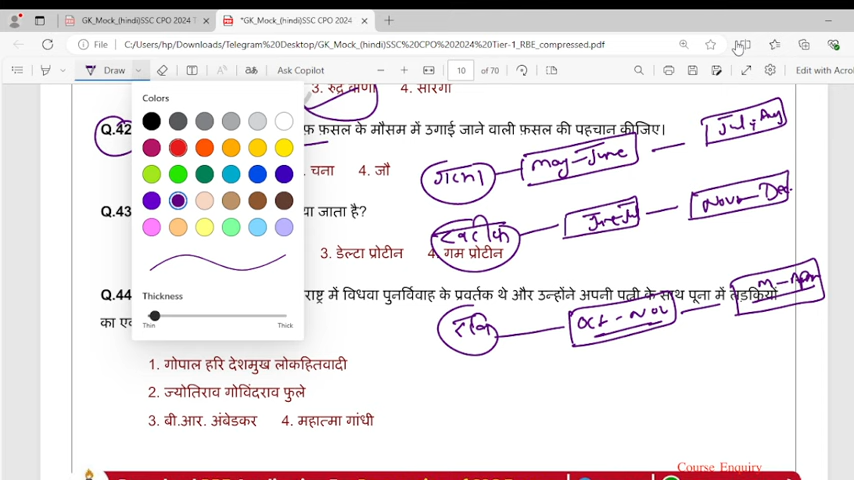 GK_Mock_(hindi)SSC CPO 2024 T
*GK_Mock_(hindi)SSC CPO 2024
File
C:/Users/hp/Downloads/Telegram%20Desktop/GK_Mock_(hindi)SSC%20CPO%202024%20Tier-1_RBE_compressed.pdf
Draw
Ask Copilot
10 of 70
Edit with Acrob
3. रुद्र वीणा 4. सारंगी
Colors
Q.42 फ़सल के मौसम में उगाई जाने वाली फ़सल की पहचान कीजिए।
Jul, Aug
May-June
गन्ना
चना 4. जौ
Nov-Dec.
Q.43 या जाता है?
3. डेल्टा प्रोटीन 4. गम प्रोटीन
Q.44 राष्ट्र में विधवा पुनर्विवाह के प्रवर्तक थे और उन्होंने अपनी पत्नी के साथ पूना में लड़कियों
का ए
Thickness
Thin Thick
Oct-Nov
1. गोपाल हरि देशमुख लोकहितवादी
2. ज्योतिराव गोविंदराव फुले
3. बी.आर. अंबेडकर 4. महात्मा गांधी
Course Enquiry